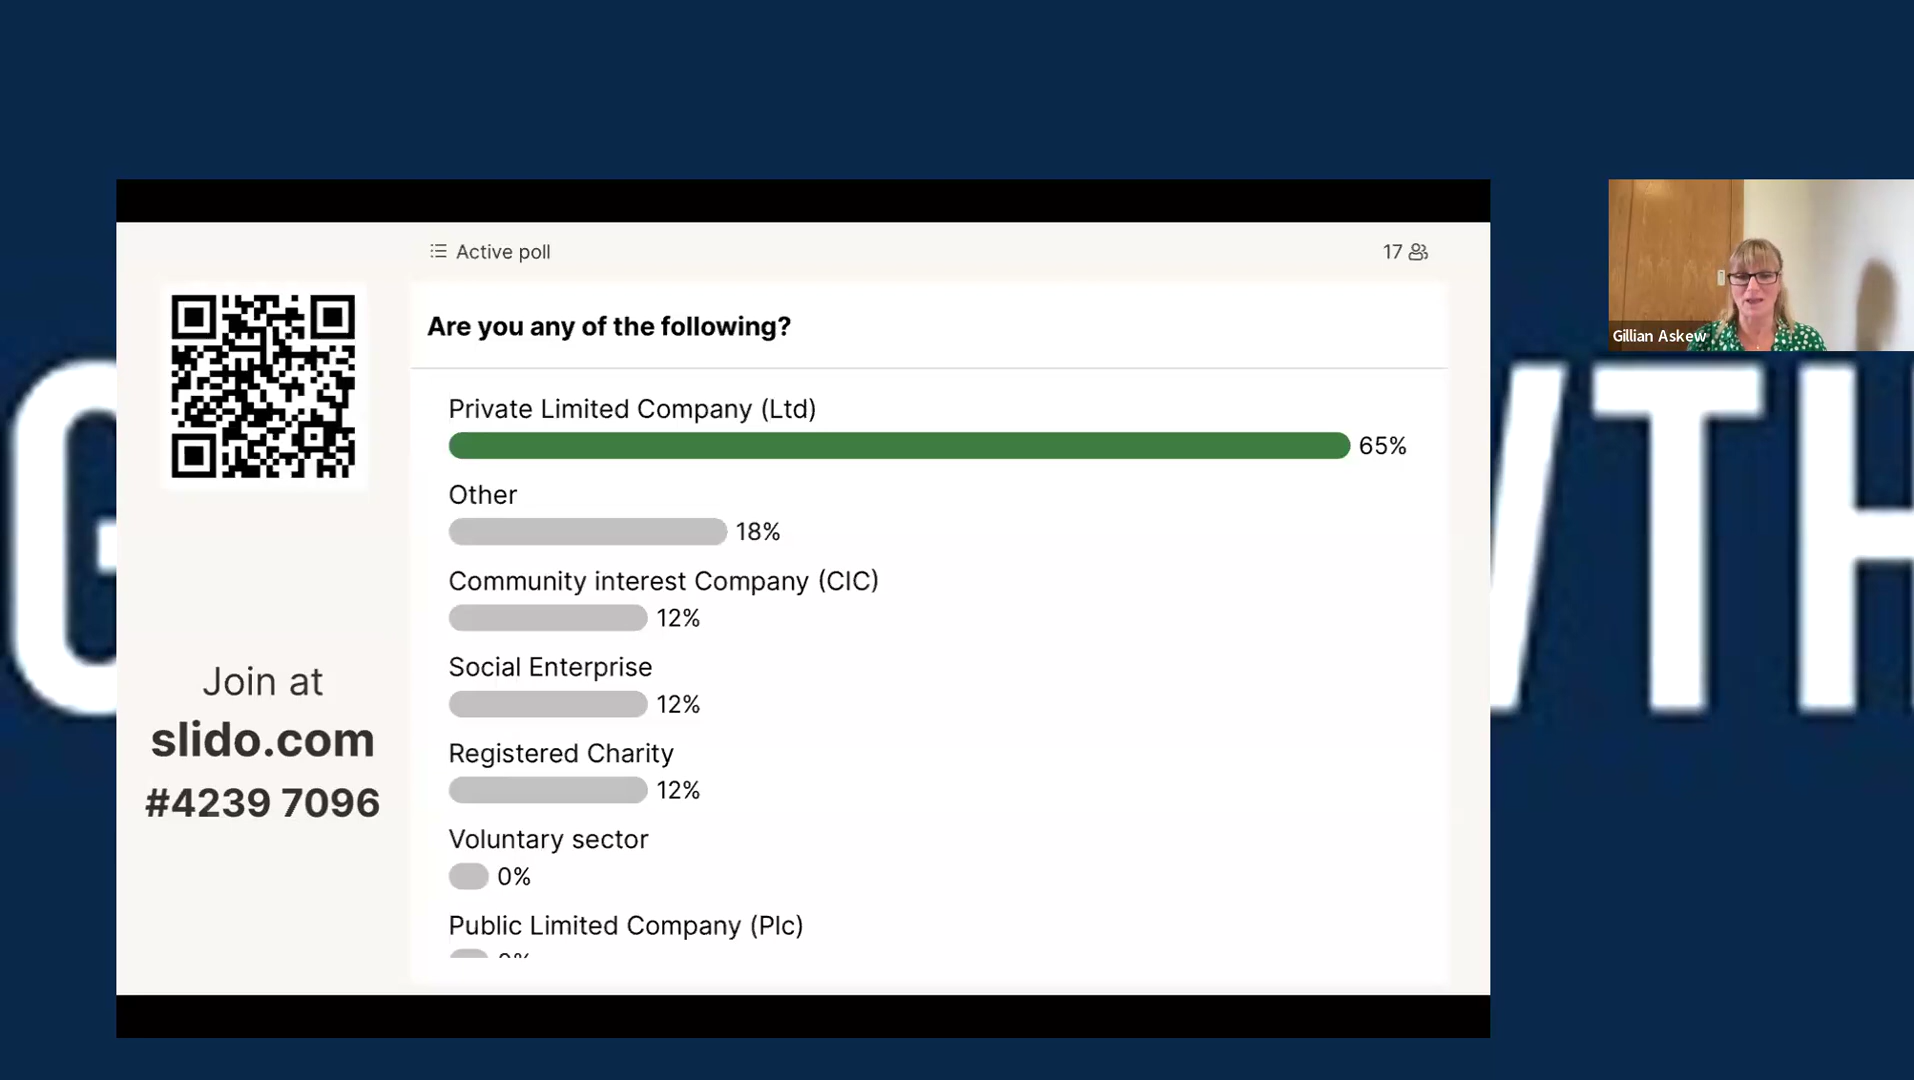 Active poll
17
Are you any of the following?
Private Limited Company (Ltd)
65%
Other
18%
Community interest Company (CIC)
12%
Social Enterprise
12%
Registered Charity
12%
Voluntary sector
0%
Public Limited Company (Plc)
0%
Join at
slido.com
#4239 7096
Gillian Askew
G
WTH